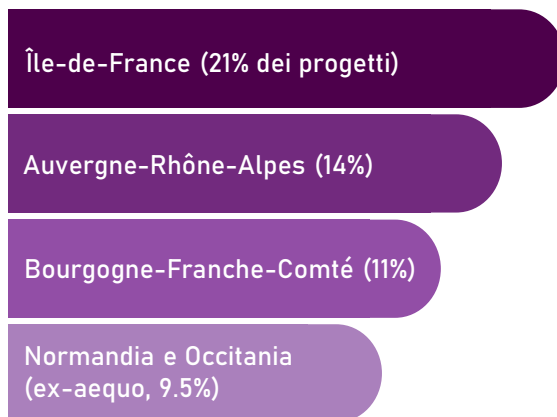 Île-de-France (21% dei progetti)
Auvergne-Rhône-Alpes (14%)
Bourgogne-Franche-Comté (11%)
Normandia e Occitania
(ex-aequo, 9.5%)